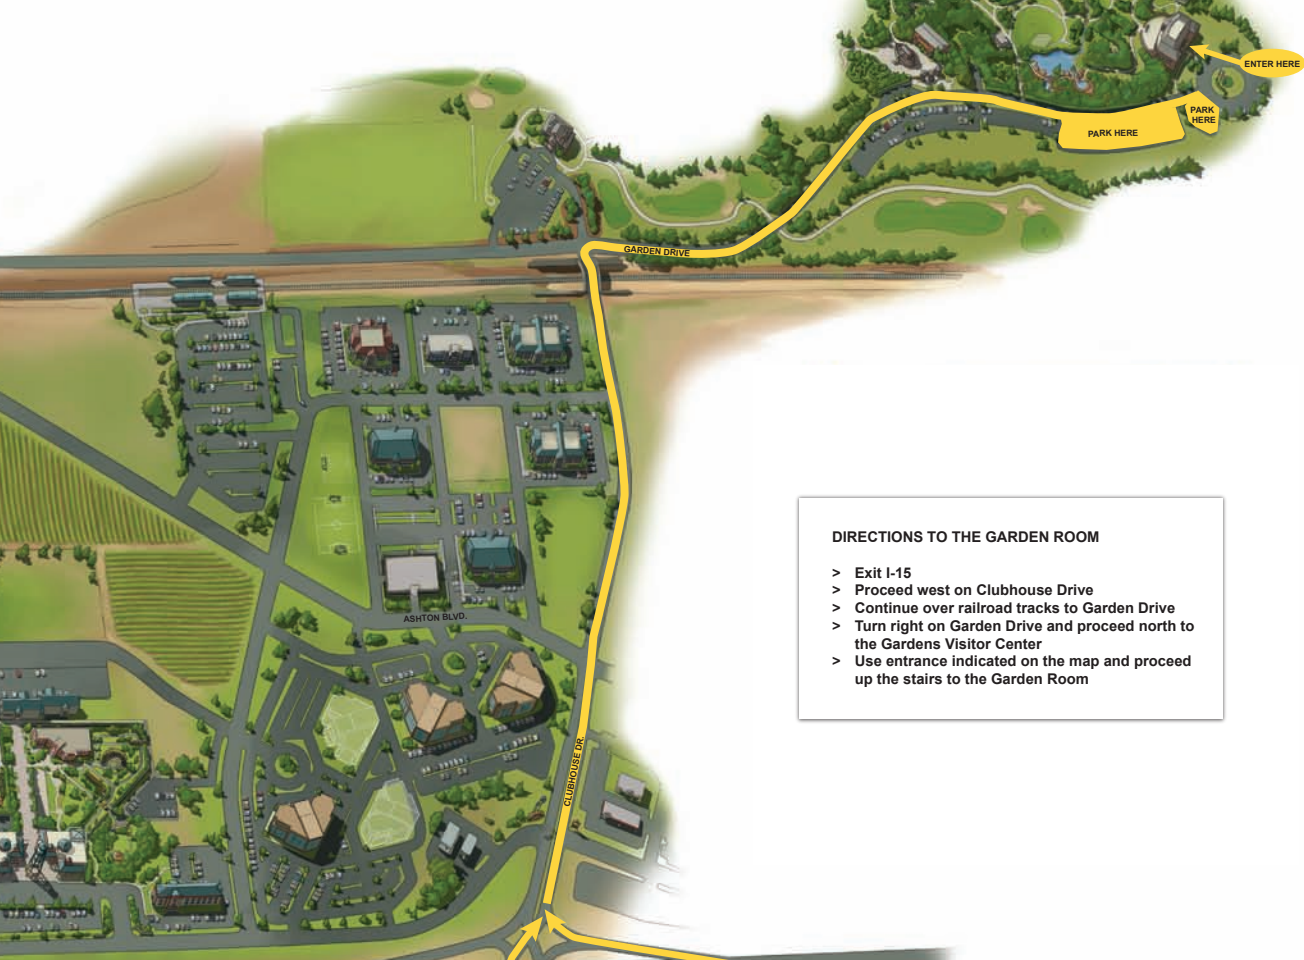 ENTER HERE
PARK
HERE
PARK HERE
GARDEN DRIVE
DIRECTIONS TO THE GARDEN ROOM
> Exit I-15
> Proceed west on Clubhouse Drive
> Continue over railroad tracks to Garden Drive
> Turn right on Garden Drive and proceed north to
the Gardens Visitor Center
> Use entrance indicated on the map and proceed
up the stairs to the Garden Room
ASHTON BLVD.
CLUBHOUSE DR.